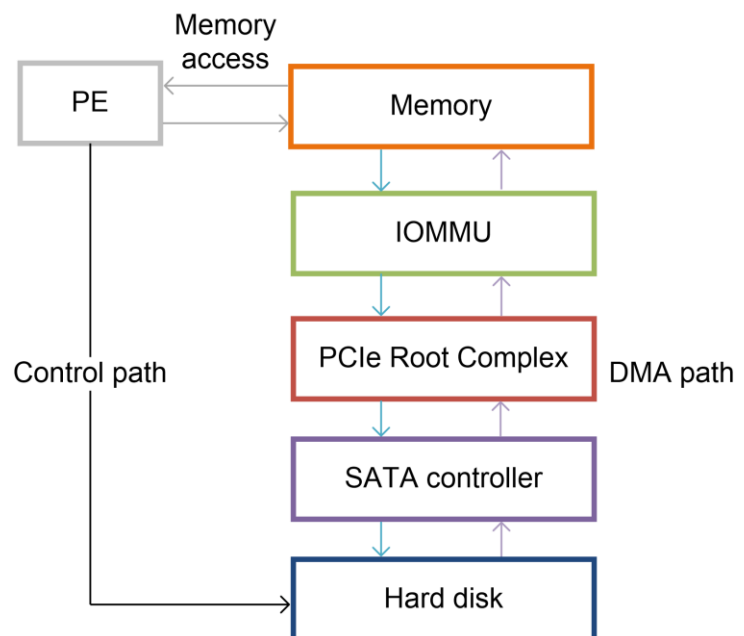 Memory
access
PE
Memory
IOMMU
PCIe Root Complex
Control path
DMA path
SATA controller
Hard disk